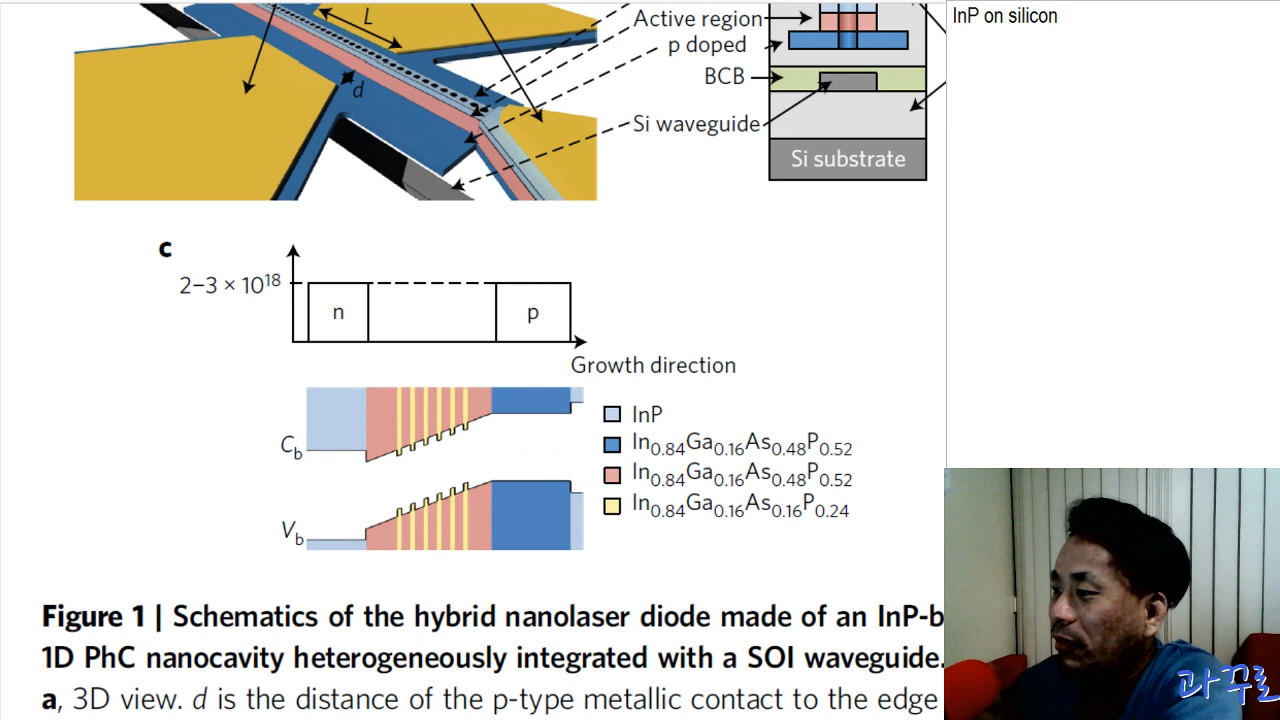 InP on silicon
L
Active region
p doped
d
BCB
Si waveguide
Si substrate
c
2–3 × 10¹⁸
n
p
Growth direction
C_b
InP
In₀.₈₄Ga₀.₁₆As₀.₄₈P₀.₅₂
In₀.₈₄Ga₀.₁₆As₀.₄₈P₀.₅₂
In₀.₈₄Ga₀.₁₆As₀.₁₆P₀.₂₄
V_b
Figure 1 | Schematics of the hybrid nanolaser diode made of an InP-b
1D PhC nanocavity heterogeneously integrated with a SOI waveguide.
a, 3D view. d is the distance of the p-type metallic contact to the edge
과 꾸로